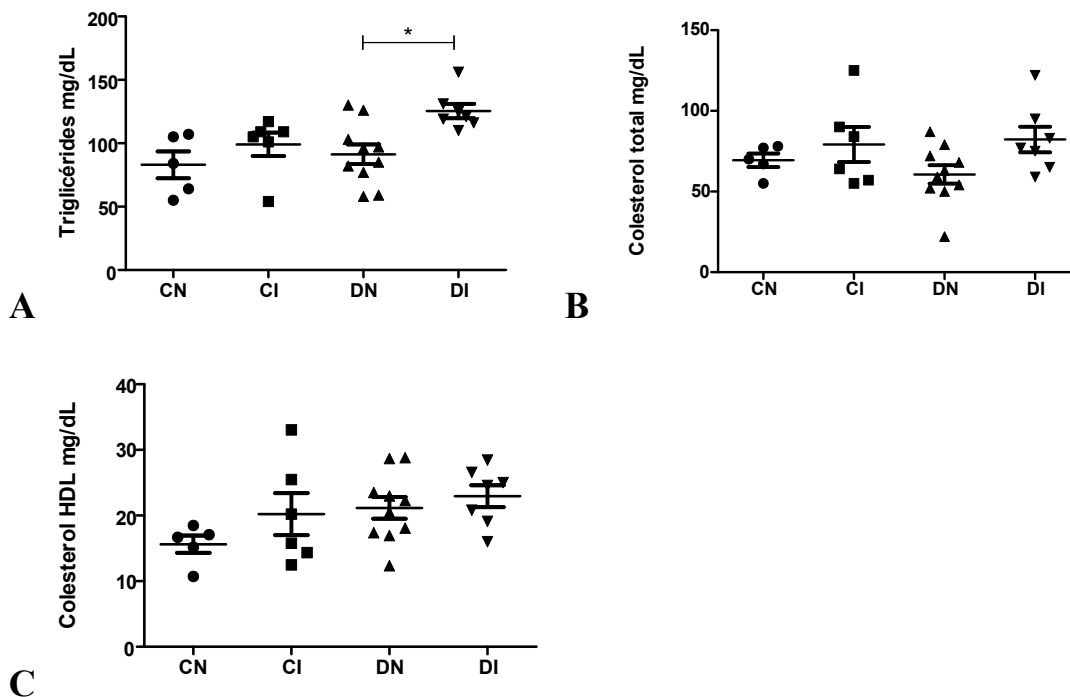 Triglicérides mg/dL
200
150
100
50
0
*
CN CI DN DI
A
Colesterol total mg/dL
150
100
50
0
CN CI DN DI
B
Colesterol HDL mg/dL
40
30
20
10
0
CN CI DN DI
C